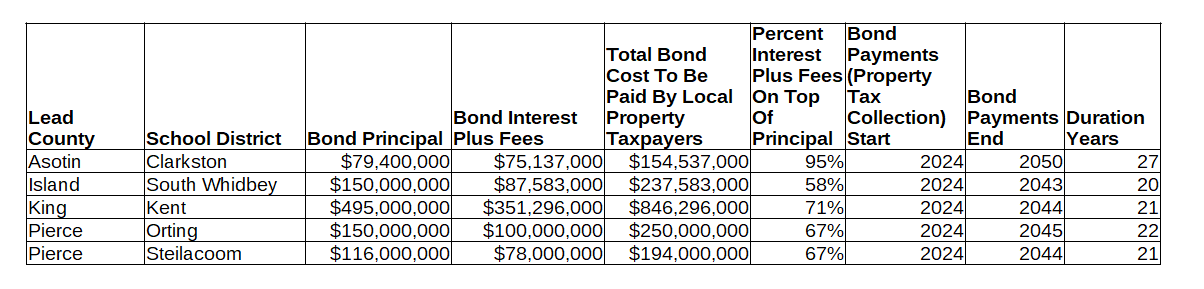 Lead County | School District | Bond Principal | Bond Interest Plus Fees | Total Bond Cost To Be Paid By Local Property Taxpayers | Percent Interest Plus Fees On Top Of Principal | Bond Payments (Property Tax Collection) Start | Bond Payments End | Duration Years
Asotin | Clarkston | $79,400,000 | $75,137,000 | $154,537,000 | 95% | 2024 | 2050 | 27
Island | South Whidbey | $150,000,000 | $87,583,000 | $237,583,000 | 58% | 2024 | 2043 | 20
King | Kent | $495,000,000 | $351,296,000 | $846,296,000 | 71% | 2024 | 2044 | 21
Pierce | Orting | $150,000,000 | $100,000,000 | $250,000,000 | 67% | 2024 | 2045 | 22
Pierce | Steilacoom | $116,000,000 | $78,000,000 | $194,000,000 | 67% | 2024 | 2044 | 21